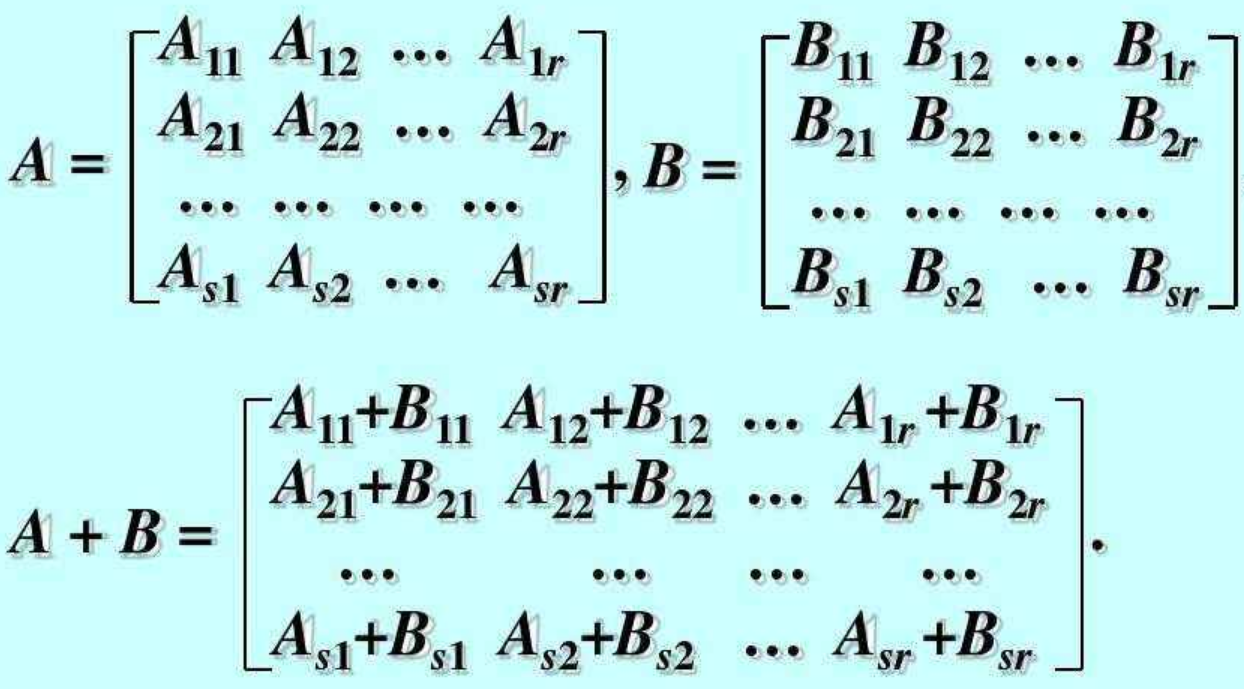 A = [ A₁₁ A₁₂ … A₁ᵣ ; A₂₁ A₂₂ … A₂ᵣ ; … … … … ; Aₛ₁ Aₛ₂ … Aₛᵣ ], B = [ B₁₁ B₁₂ … B₁ᵣ ; B₂₁ B₂₂ … B₂ᵣ ; … … … … ; Bₛ₁ Bₛ₂ … Bₛᵣ ]
A + B = [ A₁₁+B₁₁ A₁₂+B₁₂ … A₁ᵣ+B₁ᵣ ; A₂₁+B₂₁ A₂₂+B₂₂ … A₂ᵣ+B₂ᵣ ; … … … … ; Aₛ₁+Bₛ₁ Aₛ₂+Bₛ₂ … Aₛᵣ+Bₛᵣ ].